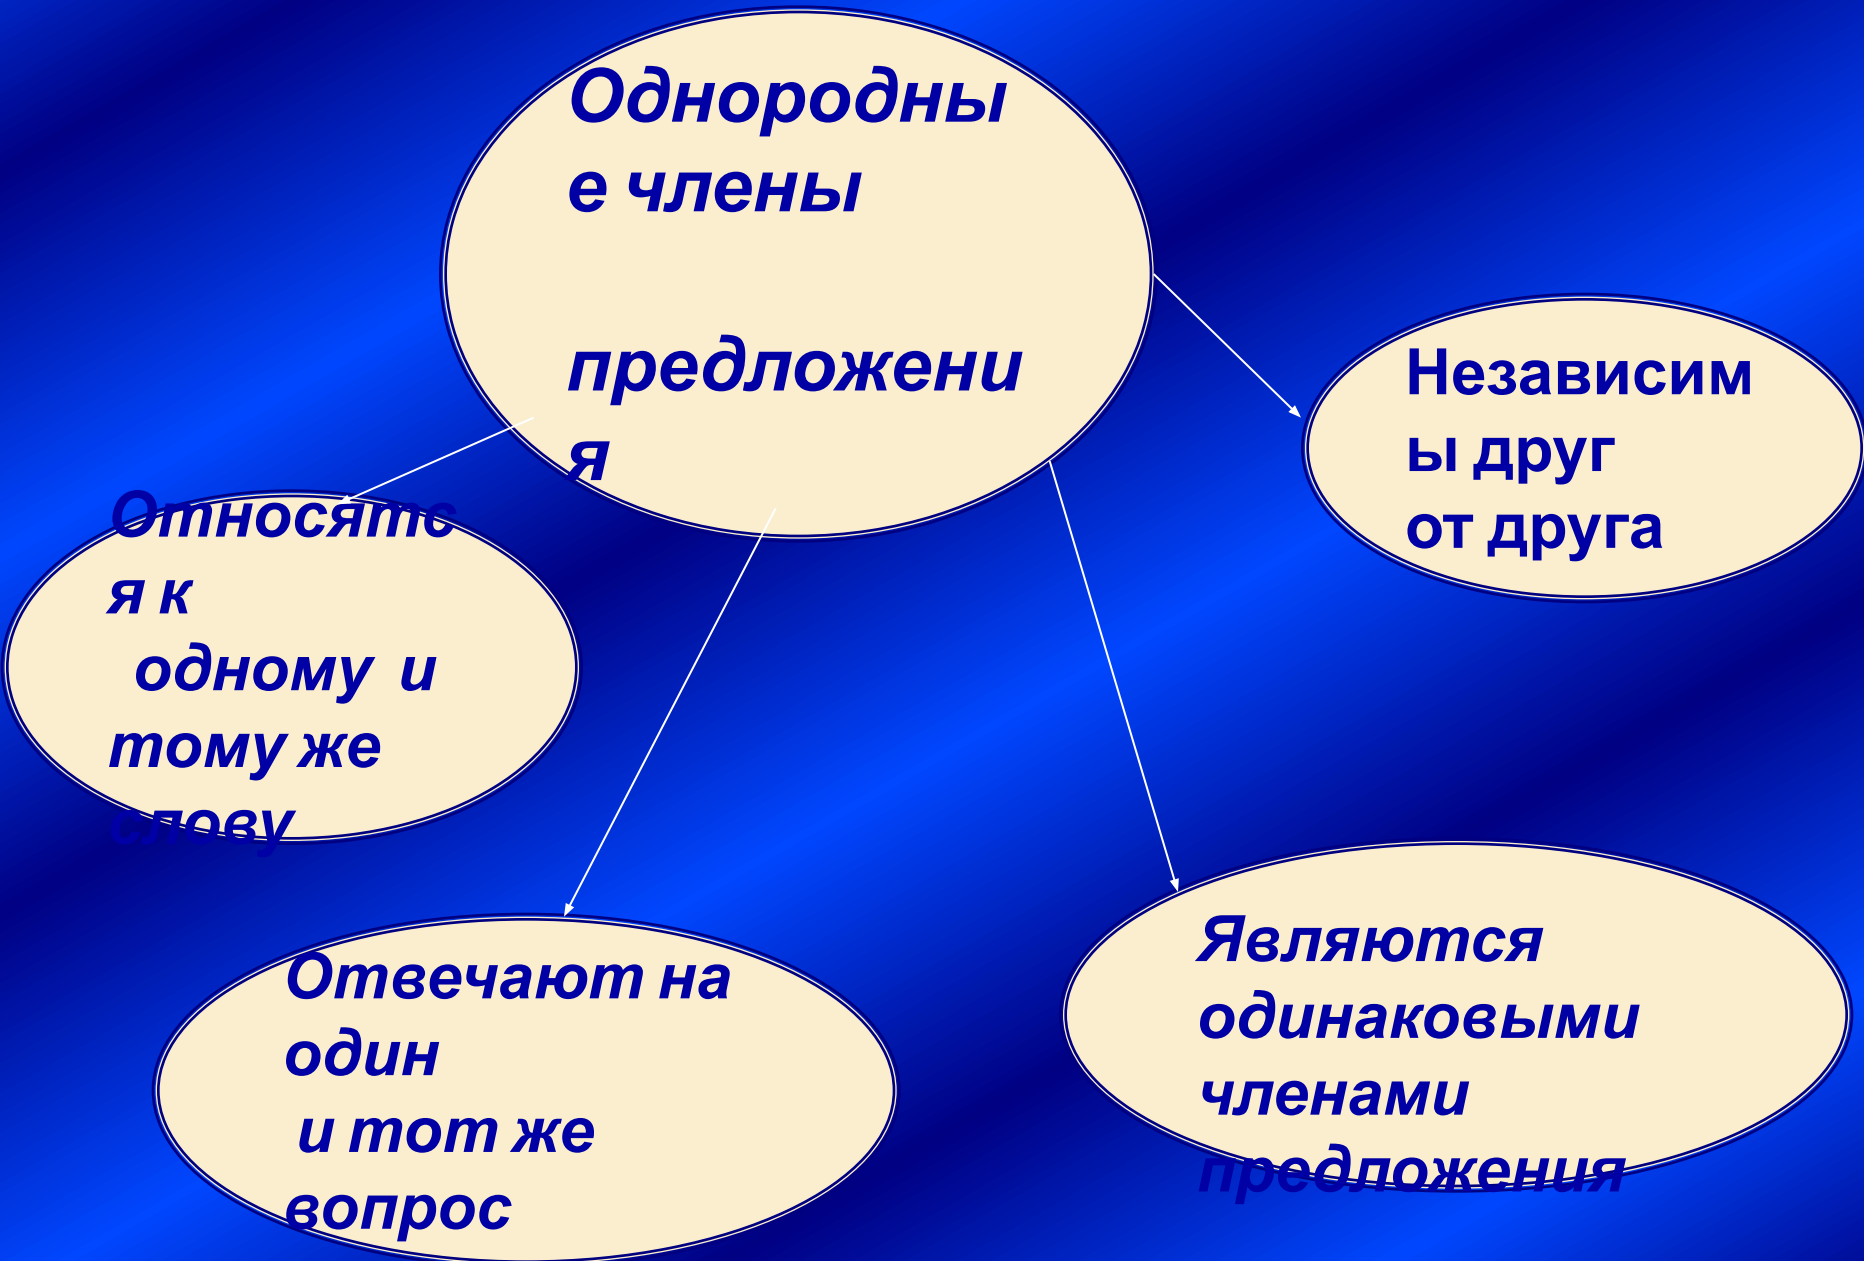 Однородны
е члены
предложени
я
Независим
ы друг
от друга
Относятс
я к
одному и
тому же
слову
Отвечают на
один
и тот же
вопрос
Являются
одинаковыми
членами
предложения